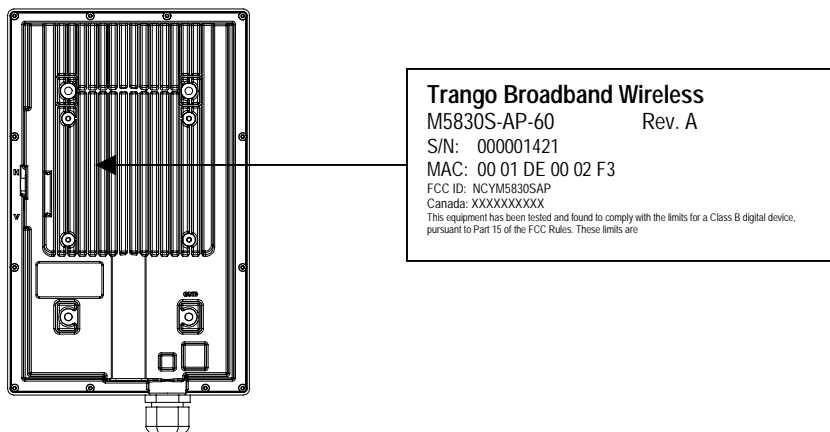 Trango Broadband Wireless
M5830S-AP-60 Rev. A
S/N: 000001421
MAC: 00 01 DE 00 02 F3
FCC ID: NCYM5830SAP
Canada: XXXXXXXXXX
This equipment has been tested and found to comply with the limits for a Class B digital device,
pursuant to Part 15 of the FCC Rules. These limits are
H
V
GND